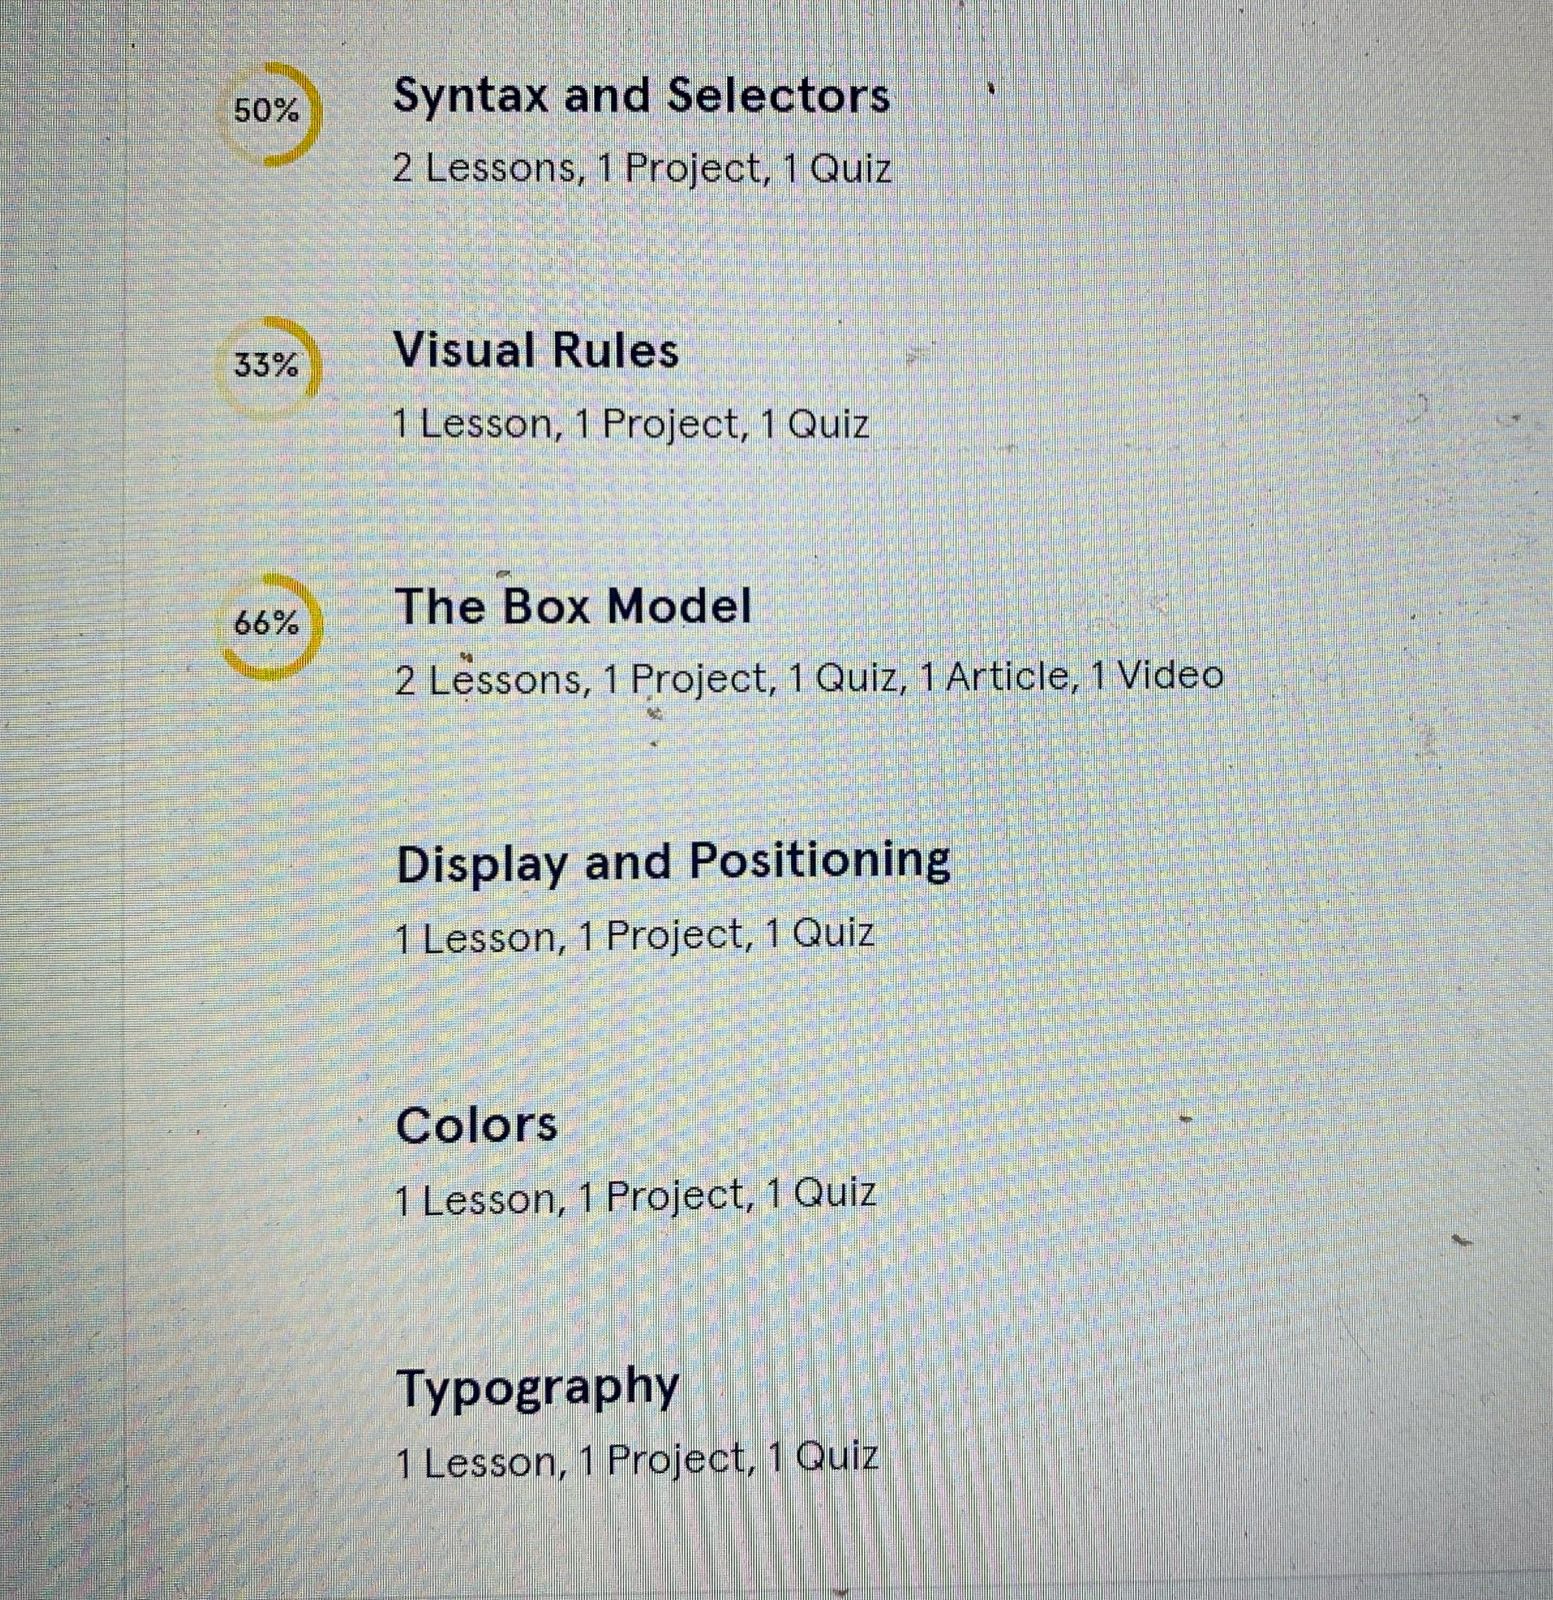 50%
Syntax and Selectors
2 Lessons, 1 Project, 1 Quiz
33%
Visual Rules
1 Lesson, 1 Project, 1 Quiz
66%
The Box Model
2 Lessons, 1 Project, 1 Quiz, 1 Article, 1 Video
Display and Positioning
1 Lesson, 1 Project, 1 Quiz
Colors
1 Lesson, 1 Project, 1 Quiz
Typography
1 Lesson, 1 Project, 1 Quiz